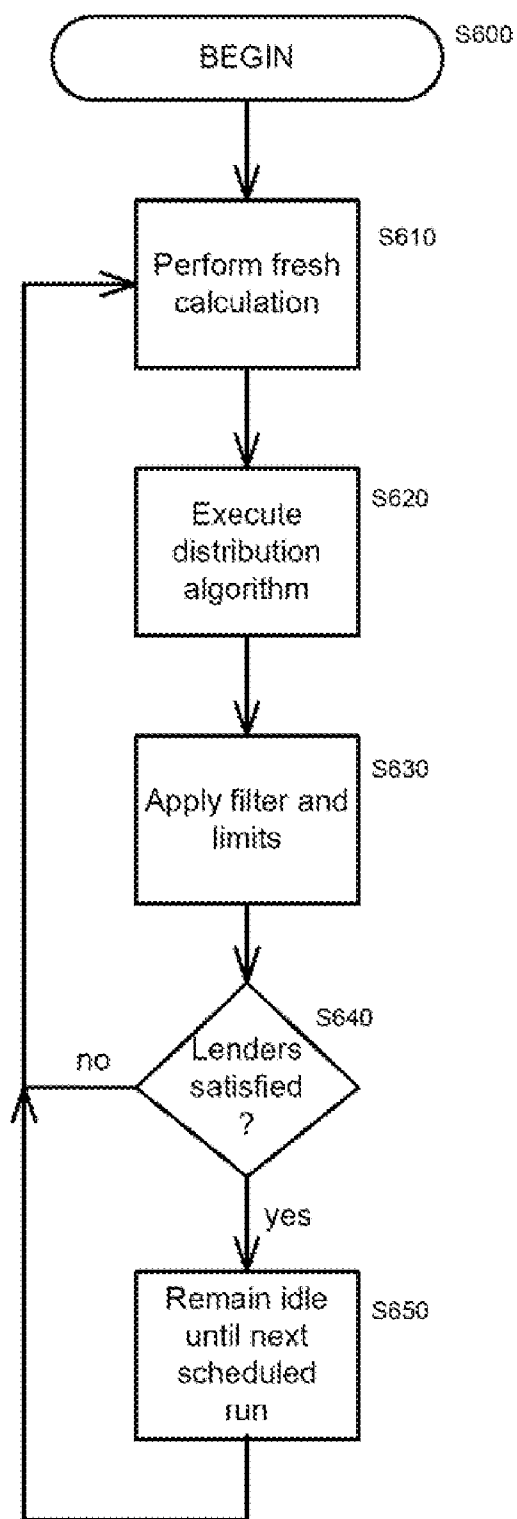 BEGIN
S600
Perform fresh
calculation
S610
Execute
distribution
algorithm
S620
Apply filter and
limits
S630
Lenders
satisfied
?
S640
no
yes
Remain idle
until next
scheduled
run
S650